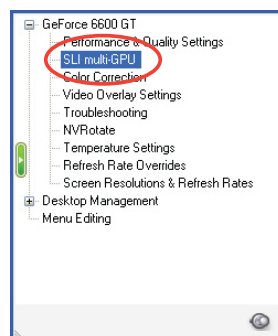 GeForce 6600 GT
Performance & Quality Settings
SLI multi-GPU
Color Correction
Video Overlay Settings
Troubleshooting
NVRotate
Temperature Settings
Refresh Rate Overrides
Screen Resolutions & Refresh Rates
Desktop Management
Menu Editing